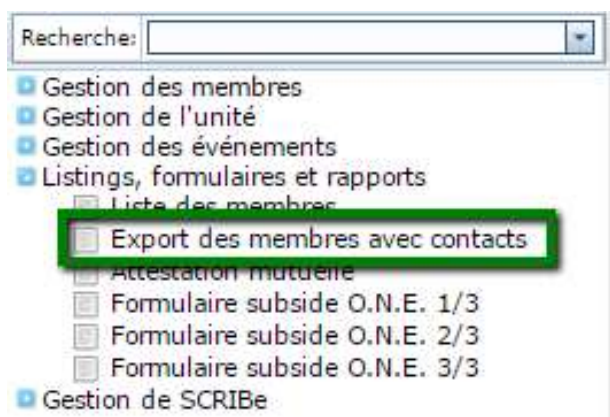 Recherche:
Gestion des membres
Gestion de l'unité
Gestion des événements
Listings, formulaires et rapports
Liste des membres
Export des membres avec contacts
Attestation mutuelle
Formulaire subside O.N.E. 1/3
Formulaire subside O.N.E. 2/3
Formulaire subside O.N.E. 3/3
Gestion de SCRIBe